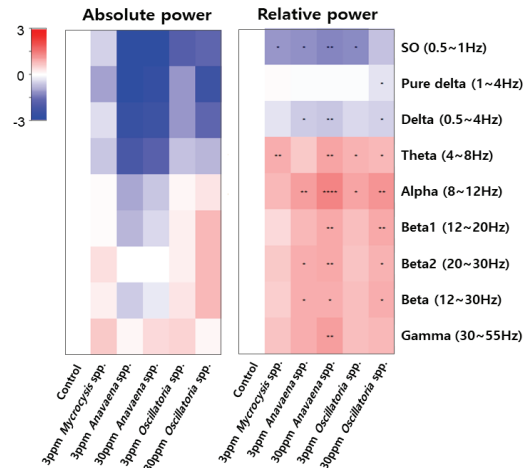 Absolute power
Relative power
3
-3
SO (0.5~1Hz)
Pure delta (1~4Hz)
Delta (0.5~4Hz)
Theta (4~8Hz)
Alpha (8~12Hz)
Beta1 (12~20Hz)
Beta2 (20~30Hz)
Beta (12~30Hz)
Gamma (30~55Hz)
Control
3ppm Mycrocysis spp.
3ppm Anavaena spp.
30ppm Anavaena spp.
3ppm Oscillatoria spp.
30ppm Oscillatoria spp.
Control
3ppm Mycrocysis spp.
3ppm Anavaena spp.
30ppm Anavaena spp.
3ppm Oscillatoria spp.
30ppm Oscillatoria spp.